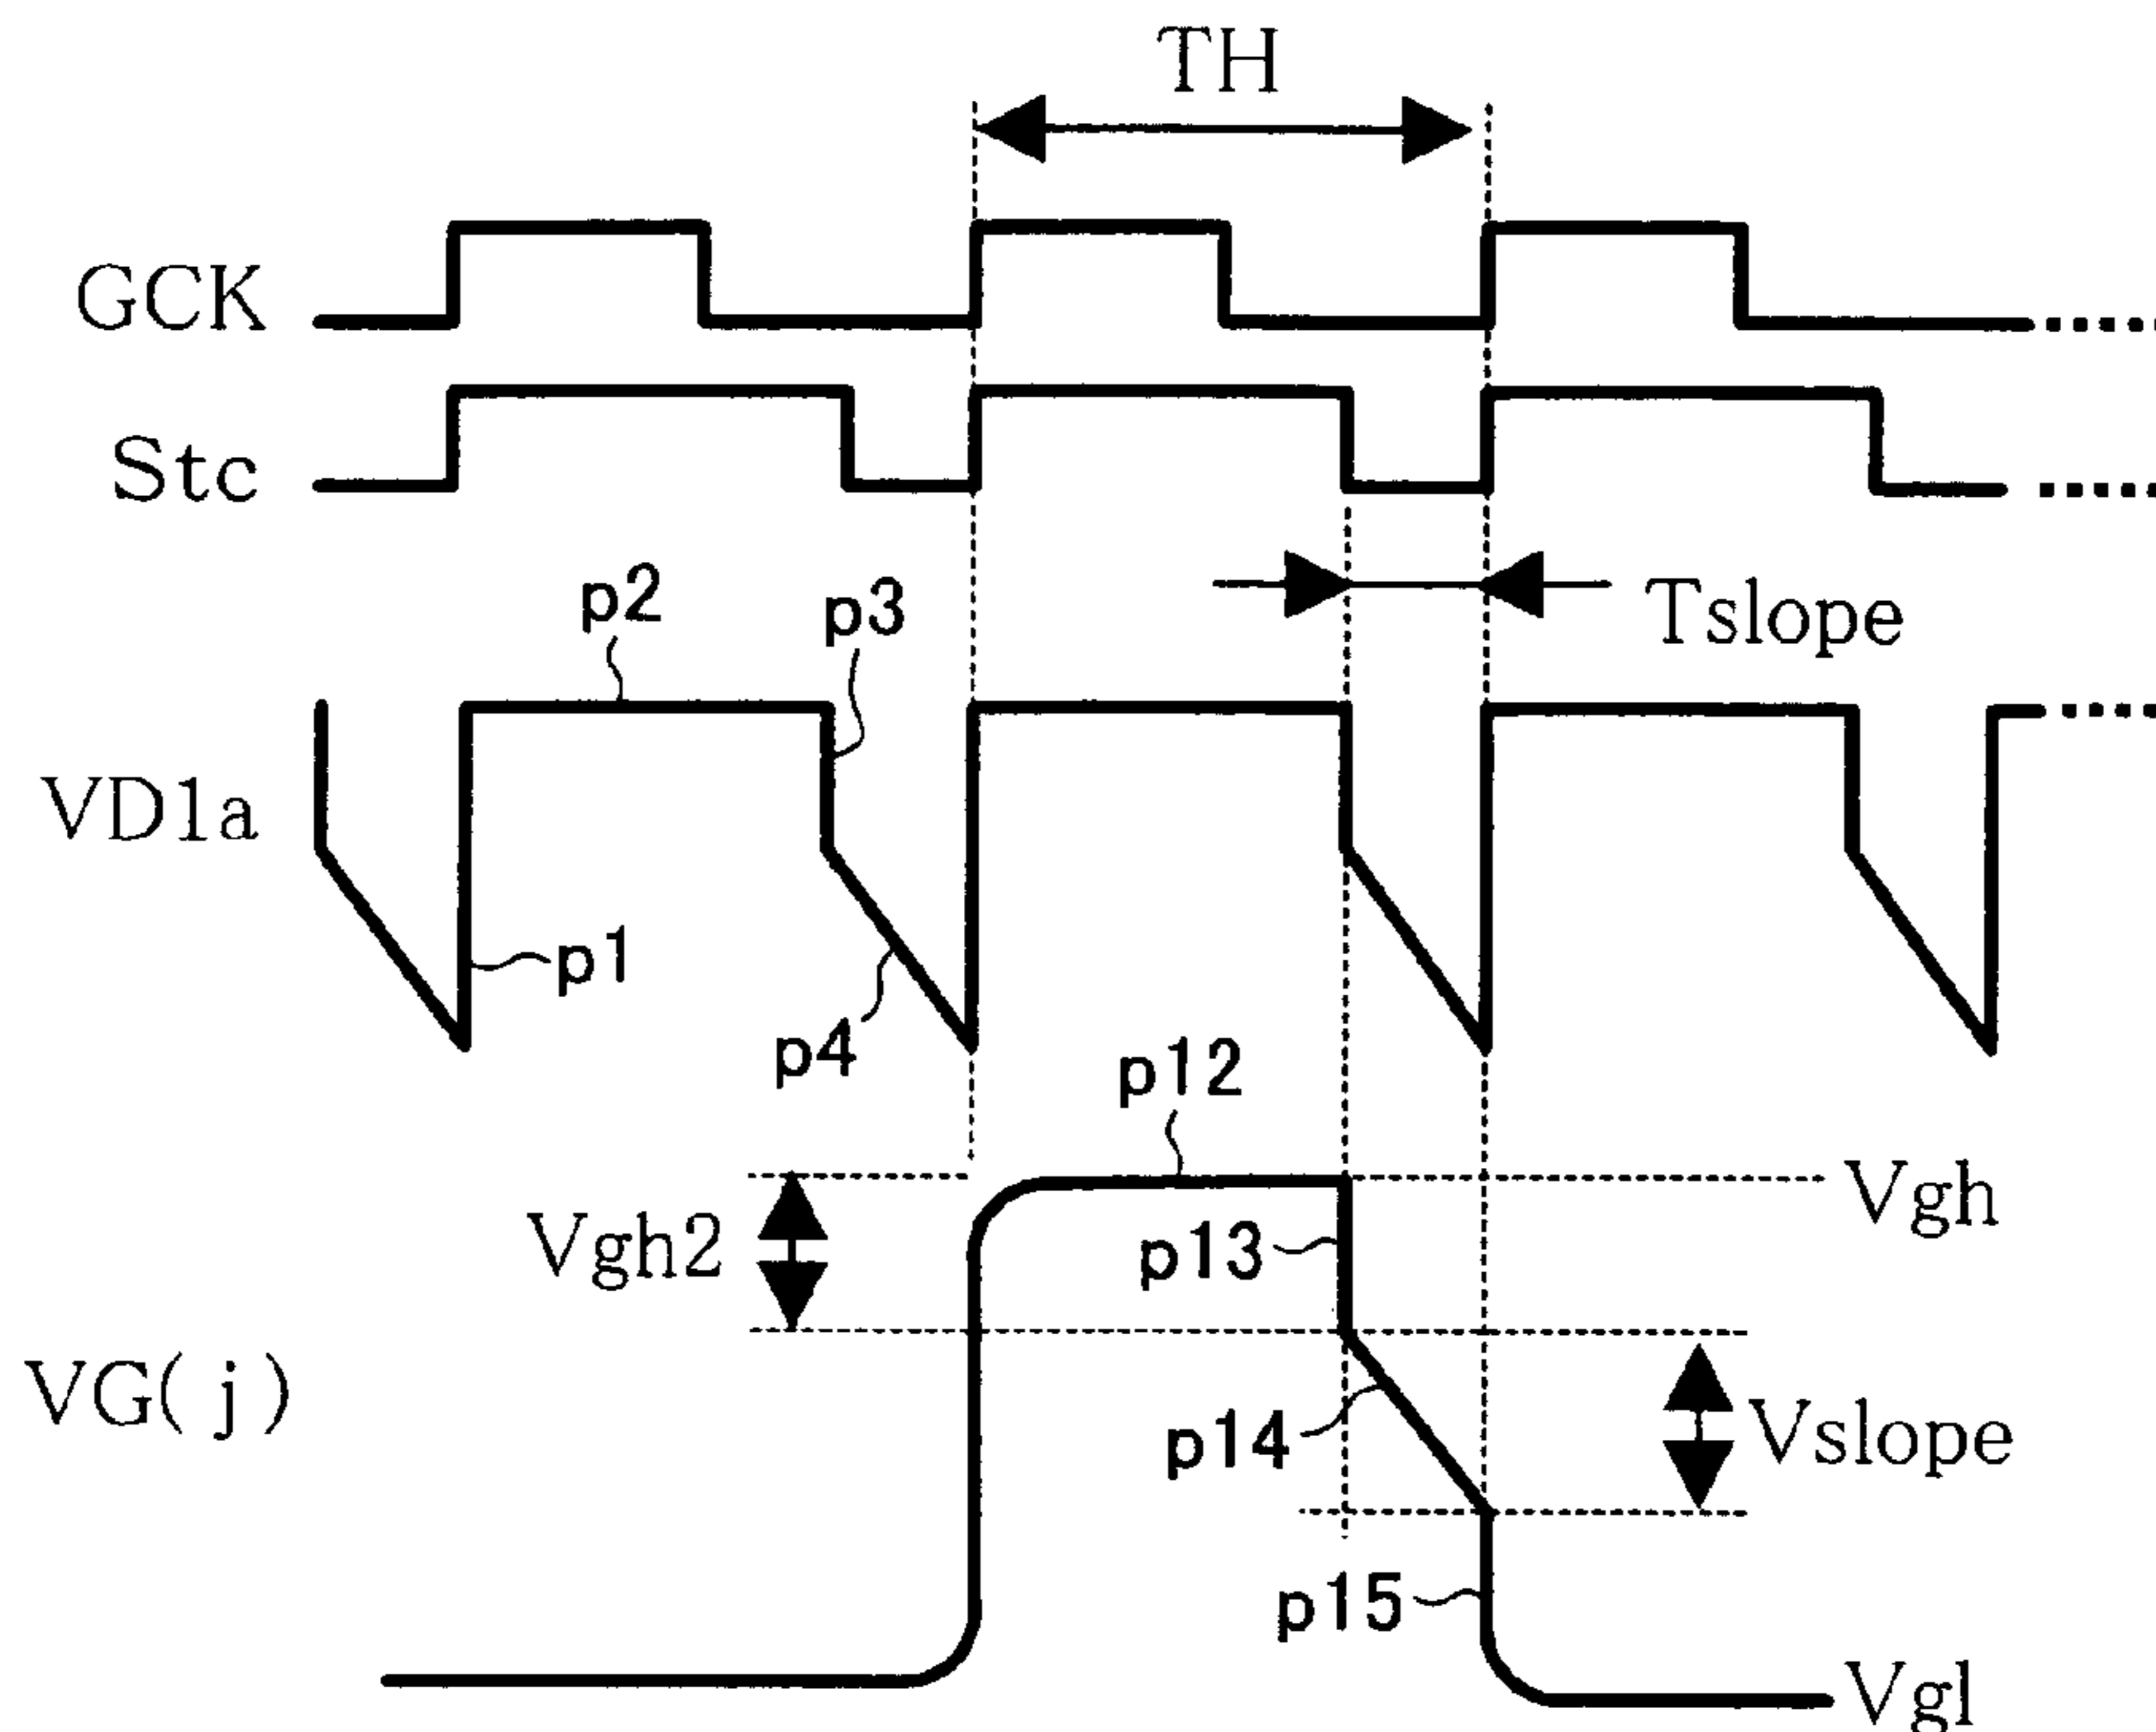 TH
GCK
Stc
Tslope
p2
p3
VD1a
p1
p4
p12
Vgh
Vgh2
p13
VG(j)
p14
Vslope
p15
Vgl